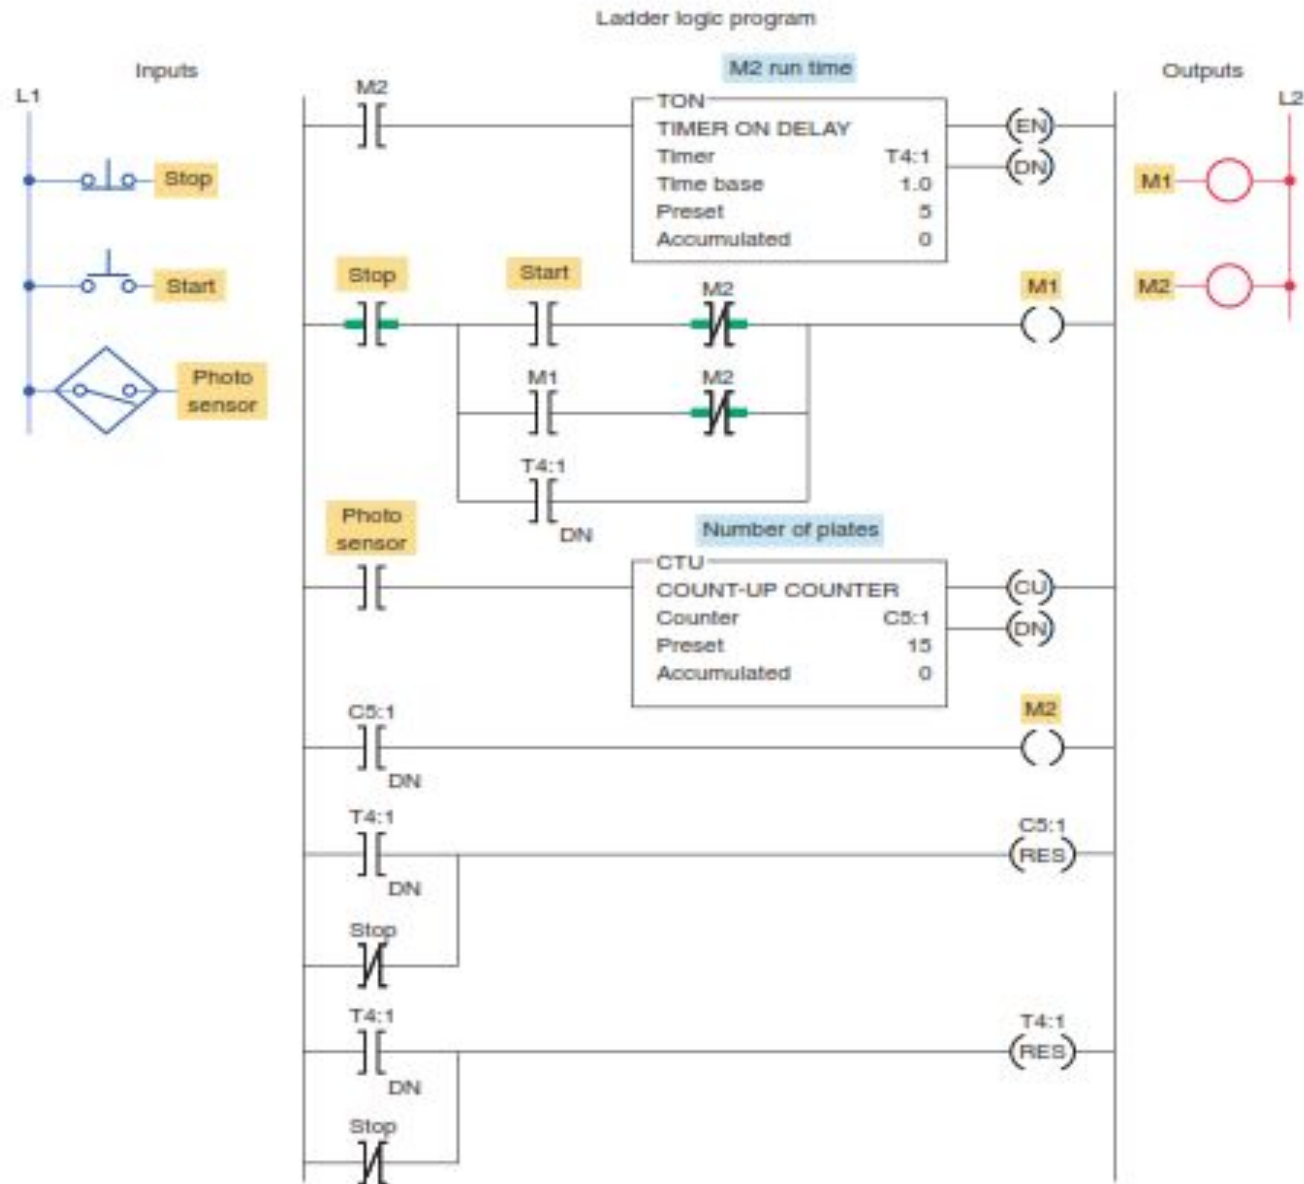 Ladder logic program
Inputs
L1
Stop
Start
Photo
sensor
M2
M2 run time
TON
TIMER ON DELAY
Timer T4:1
Time base 1.0
Preset 5
Accumulated 0
EN
DN
Outputs
L2
M1
M2
Stop
Start
M2
M1
M1
M2
T4:1
DN
Photo
sensor
Number of plates
CTU
COUNT-UP COUNTER
Counter C5:1
Preset 15
Accumulated 0
CU
DN
C5:1
DN
M2
T4:1
DN
C5:1
RES
Stop
T4:1
DN
T4:1
RES
Stop